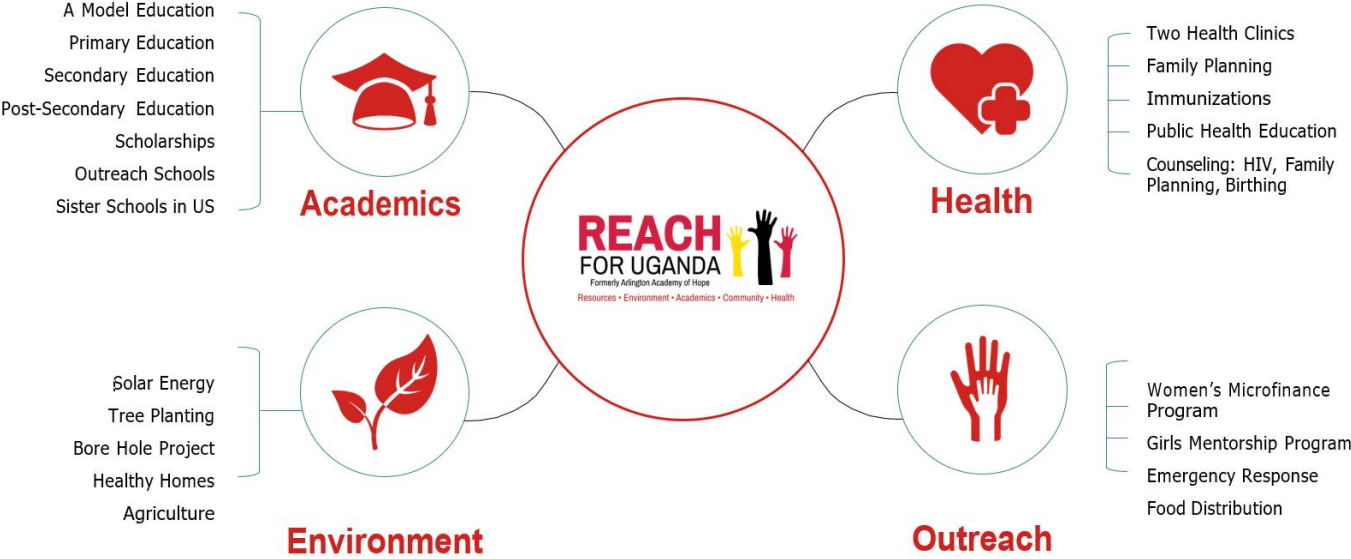 A Model Education
Primary Education
Secondary Education
Post-Secondary Education
Scholarships
Outreach Schools
Sister Schools in US
Academics
Two Health Clinics
Family Planning
Immunizations
Public Health Education
Counseling: HIV, Family
Planning, Birthing
Health
REACH
FOR UGANDA
Formerly Arlington Academy of Hope
Resources • Environment • Academics • Community • Health
Solar Energy
Tree Planting
Bore Hole Project
Healthy Homes
Agriculture
Environment
Women's Microfinance
Program
Girls Mentorship Program
Emergency Response
Food Distribution
Outreach